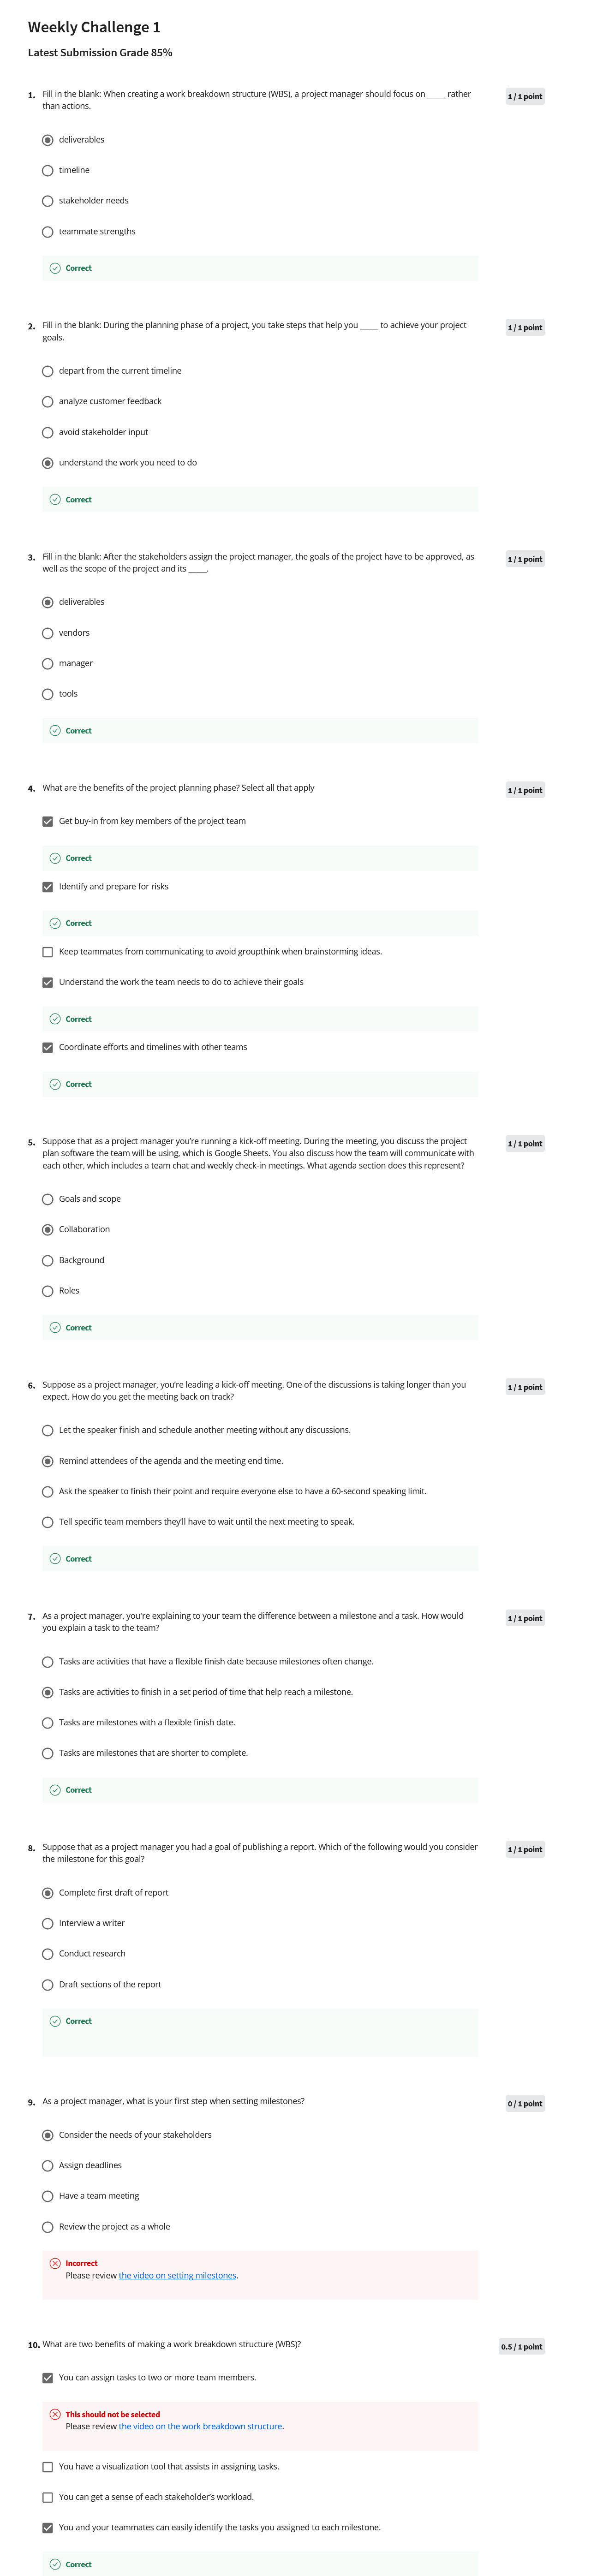 Weekly Challenge 1
Latest Submission Grade 85%
1. Fill in the blank: When creating a work breakdown structure (WBS), a project manager should focus on _____ rather
than actions.
1 / 1 point
deliverables
timeline
stakeholder needs
teammate strengths
Correct
2. Fill in the blank: During the planning phase of a project, you take steps that help you _____ to achieve your project
goals.
1 / 1 point
depart from the current timeline
analyze customer feedback
avoid stakeholder input
understand the work you need to do
Correct
3. Fill in the blank: After the stakeholders assign the project manager, the goals of the project have to be approved, as
well as the scope of the project and its _____.
1 / 1 point
deliverables
vendors
manager
tools
Correct
4. What are the benefits of the project planning phase? Select all that apply
1 / 1 point
Get buy-in from key members of the project team
Correct
Identify and prepare for risks
Correct
Keep teammates from communicating to avoid groupthink when brainstorming ideas.
Understand the work the team needs to do to achieve their goals
Correct
Coordinate efforts and timelines with other teams
Correct
5. Suppose that as a project manager you're running a kick-off meeting. During the meeting, you discuss the project
plan software the team will be using, which is Google Sheets. You also discuss how the team will communicate with
each other, which includes a team chat and weekly check-in meetings. What agenda section does this represent?
1 / 1 point
Goals and scope
Collaboration
Background
Roles
Correct
6. Suppose as a project manager, you're leading a kick-off meeting. One of the discussions is taking longer than you
expect. How do you get the meeting back on track?
1 / 1 point
Let the speaker finish and schedule another meeting without any discussions.
Remind attendees of the agenda and the meeting end time.
Ask the speaker to finish their point and require everyone else to have a 60-second speaking limit.
Tell specific team members they'll have to wait until the next meeting to speak.
Correct
7. As a project manager, you're explaining to your team the difference between a milestone and a task. How would
you explain a task to the team?
1 / 1 point
Tasks are activities that have a flexible finish date because milestones often change.
Tasks are activities to finish in a set period of time that help reach a milestone.
Tasks are milestones with a flexible finish date.
Tasks are milestones that are shorter to complete.
Correct
8. Suppose that as a project manager you had a goal of publishing a report. Which of the following would you consider
the milestone for this goal?
1 / 1 point
Complete first draft of report
Interview a writer
Conduct research
Draft sections of the report
Correct
9. As a project manager, what is your first step when setting milestones?
0 / 1 point
Consider the needs of your stakeholders
Assign deadlines
Have a team meeting
Review the project as a whole
Incorrect
Please review the video on setting milestones.
10. What are two benefits of making a work breakdown structure (WBS)?
0.5 / 1 point
You can assign tasks to two or more team members.
This should not be selected
Please review the video on the work breakdown structure.
You have a visualization tool that assists in assigning tasks.
You can get a sense of each stakeholder's workload.
You and your teammates can easily identify the tasks you assigned to each milestone.
Correct